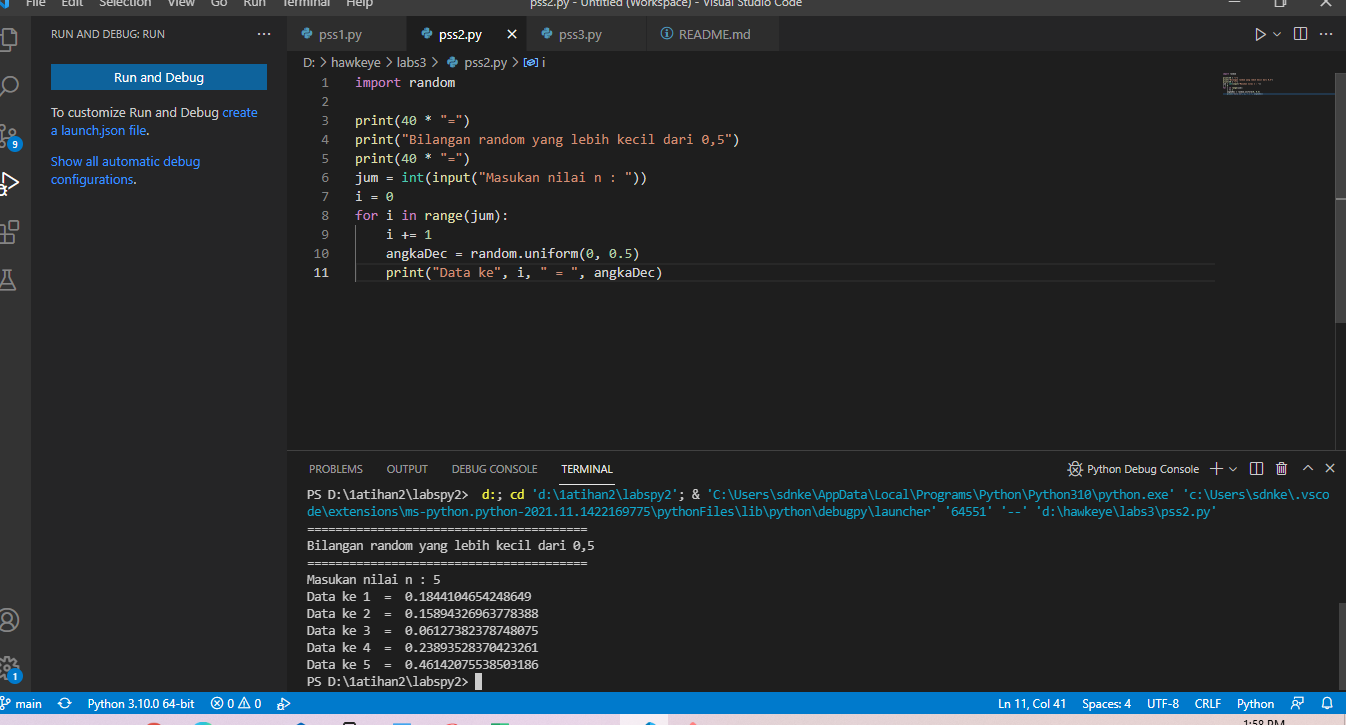 File Edit Selection View Go Run Terminal Help pss2.py - Untitled (Workspace) - Visual Studio Code
RUN AND DEBUG: RUN ···
Run and Debug
To customize Run and Debug create
a launch.json file.
Show all automatic debug
configurations.
9
1
pss1.py pss2.py pss3.py README.md
D: > hawkeye > labs3 > pss2.py > i
1 import random
2
3 print(40 * "=")
4 print("Bilangan random yang lebih kecil dari 0,5")
5 print(40 * "=")
6 jum = int(input("Masukan nilai n : "))
7 i = 0
8 for i in range(jum):
9 i += 1
10 angkaDec = random.uniform(0, 0.5)
11 print("Data ke", i, " = ", angkaDec)
PROBLEMS OUTPUT DEBUG CONSOLE TERMINAL Python Debug Console
PS D:\1atihan2\labspy2> d:; cd 'd:\1atihan2\labspy2'; & 'C:\Users\sdnke\AppData\Local\Programs\Python\Python310\python.exe' 'c:\Users\sdnke\.vsco
de\extensions\ms-python.python-2021.11.1422169775\pythonFiles\lib\python\debugpy\launcher' '64551' '--' 'd:\hawkeye\labs3\pss2.py'
========================================
Bilangan random yang lebih kecil dari 0,5
========================================
Masukan nilai n : 5
Data ke 1  =  0.1844104654248649
Data ke 2  =  0.15894326963778388
Data ke 3  =  0.06127382378748075
Data ke 4  =  0.23893528370423261
Data ke 5  =  0.46142075538503186
PS D:\1atihan2\labspy2>
main Python 3.10.0 64-bit 0 0 Ln 11, Col 41 Spaces: 4 UTF-8 CRLF Python
1:58 PM